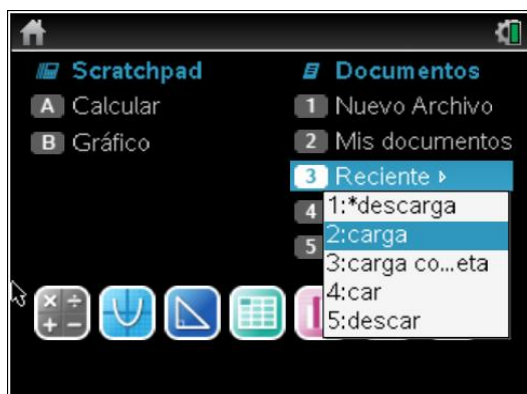 Scratchpad
A Calcular
B Gráfico
Documentos
1 Nuevo Archivo
2 Mis documentos
3 Reciente
4
5
1:*descarga
2:carga
3:carga co...eta
4:car
5:descar